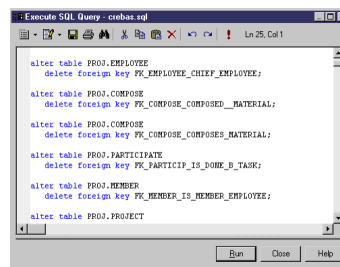 Execute SQL Query - crebas.sql
Ln 25, Col 1
alter table PROJ.EMPLOYEE
delete foreign key FK_EMPLOYEE_CHIEF_EMPLOYEE;
alter table PROJ.COMPOSE
delete foreign key FK_COMPOSE_COMPOSED__MATERIAL;
alter table PROJ.COMPOSE
delete foreign key FK_COMPOSE_COMPOSES_MATERIAL;
alter table PROJ.PARTICIPATE
delete foreign key FK_PARTICIP_IS_DONE_B_TASK;
alter table PROJ.MEMBER
delete foreign key FK_MEMBER_IS_MEMBER_EMPLOYEE;
alter table PROJ.PROJECT
Run Close Help